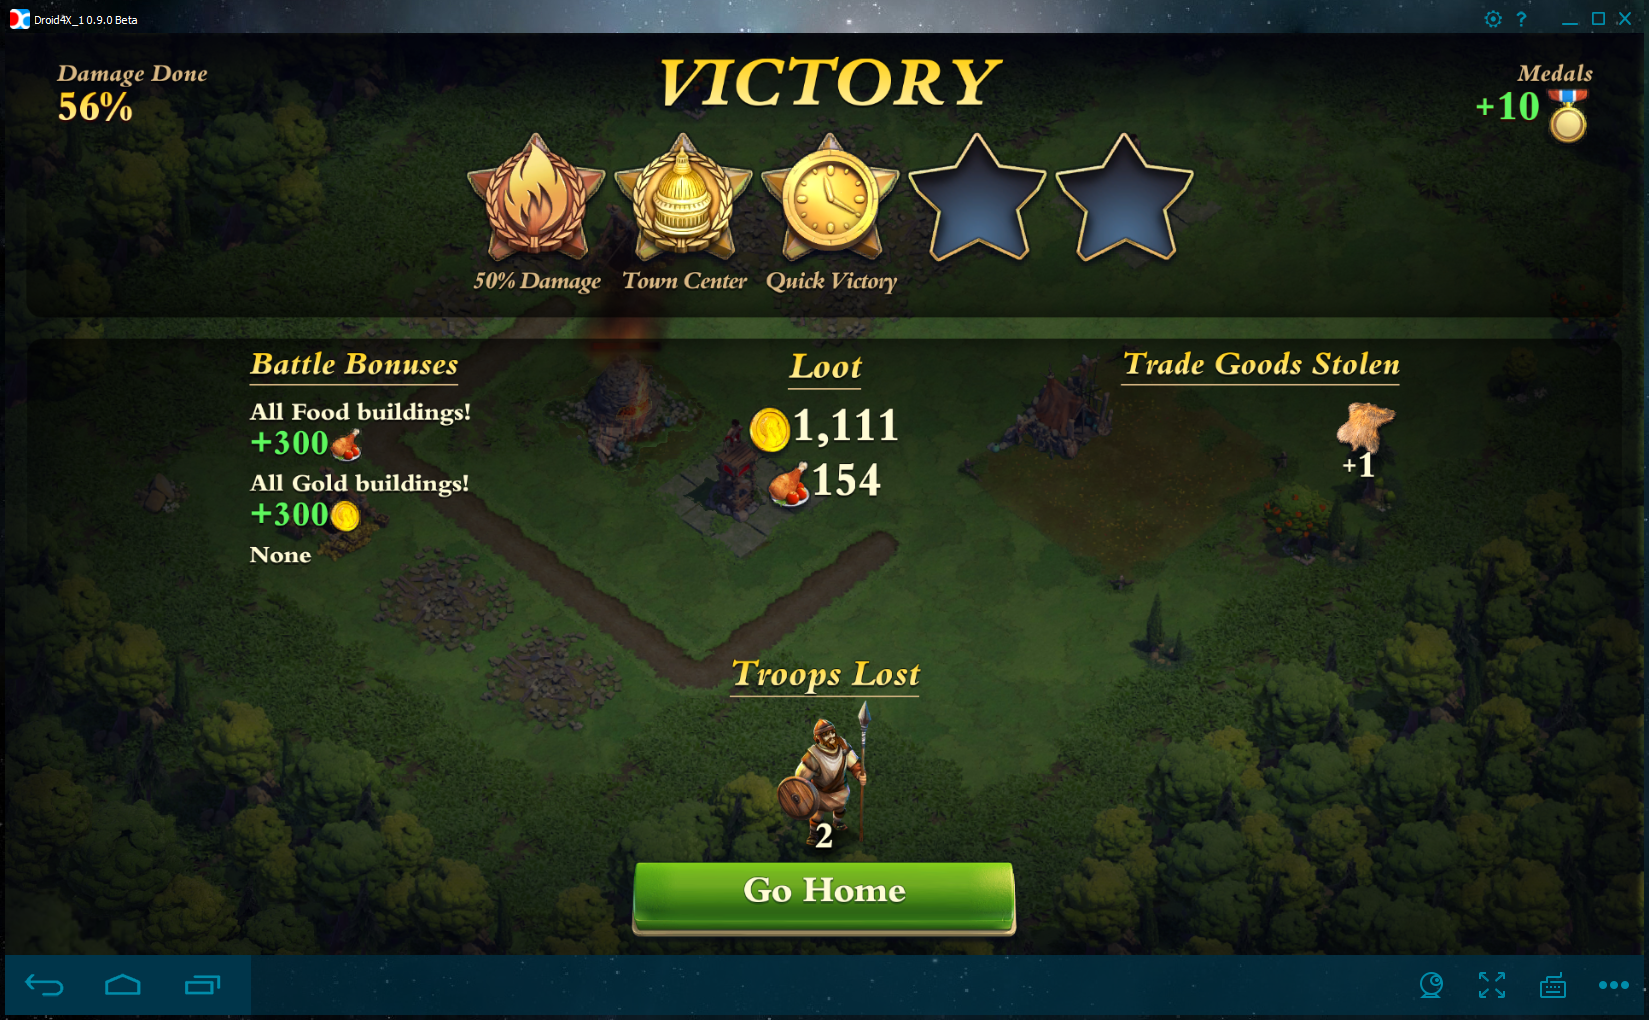 Droid4X_1 0.9.0 Beta
?
Damage Done
56%
VICTORY
Medals
+10
50% Damage
Town Center
Quick Victory
Battle Bonuses
All Food buildings!
+300
All Gold buildings!
+300
None
Loot
1,111
154
Trade Goods Stolen
+1
Troops Lost
2
Go Home